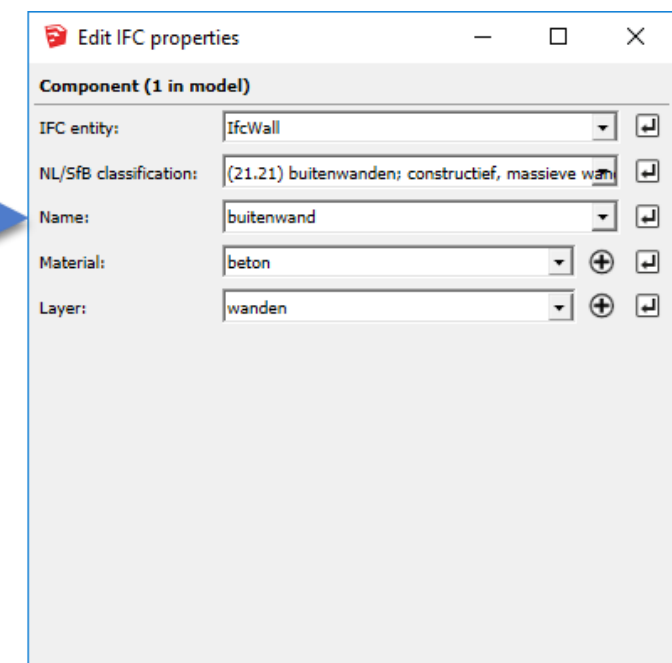 Edit IFC properties
Component (1 in model)
IFC entity: IfcWall
NL/SfB classification: (21.21) buitenwanden; constructief, massieve
Name: buitenwand
Material: beton
Layer: wanden